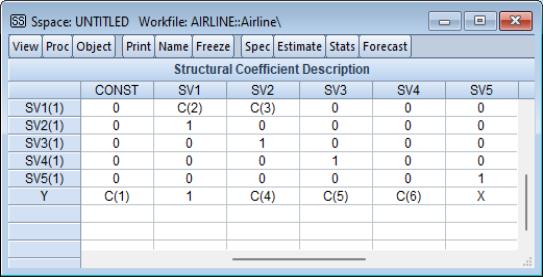 SS Sspace: UNTITLED Workfile: AIRLINE::Airline\
View Proc Object Print Name Freeze Spec Estimate Stats Forecast
Structural Coefficient Description
CONST SV1 SV2 SV3 SV4 SV5
SV1(1) 0 C(2) C(3) 0 0 0
SV2(1) 0 1 0 0 0 0
SV3(1) 0 0 1 0 0 0
SV4(1) 0 0 0 1 0 0
SV5(1) 0 0 0 0 0 1
Y C(1) 1 C(4) C(5) C(6) X